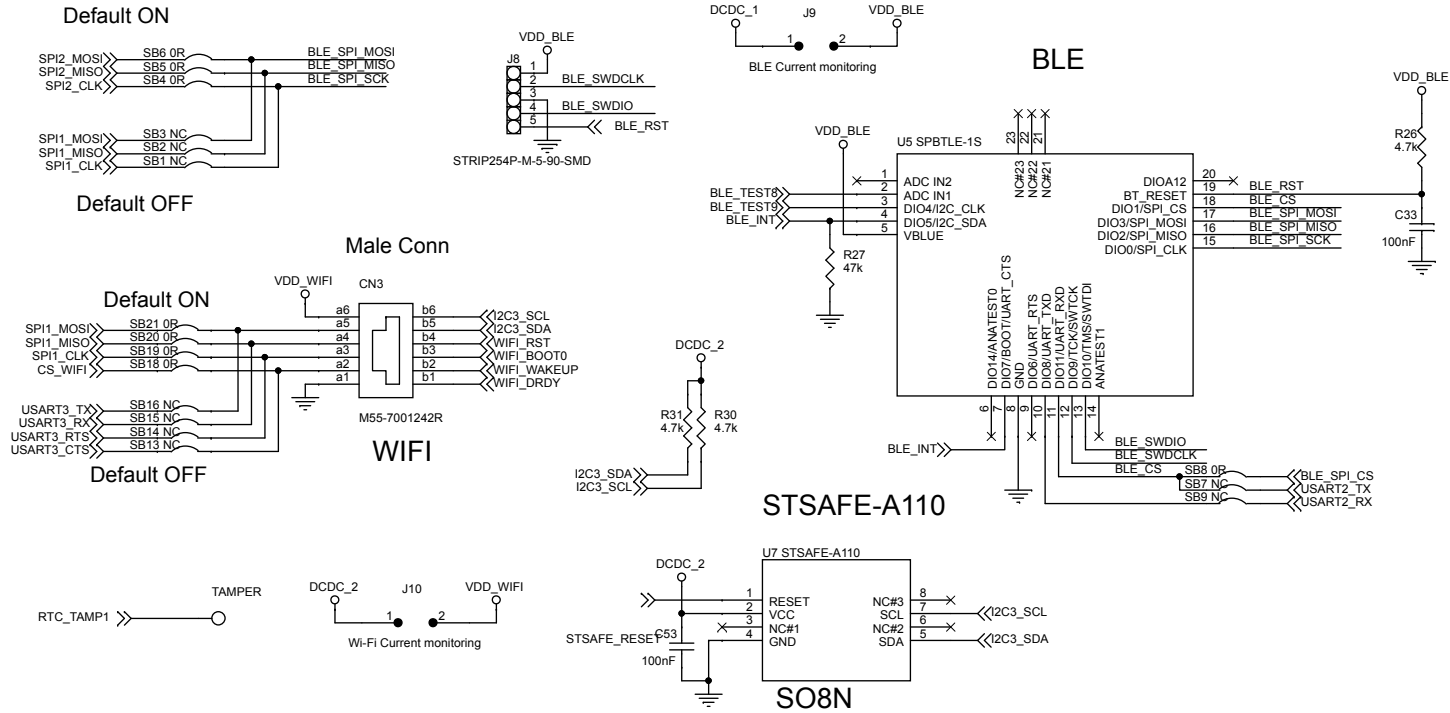 Default ON
SPI2_MOSI SB6 0R BLE_SPI_MOSI
SPI2_MISO SB5 0R BLE_SPI_MISO
SPI2_CLK SB4 0R BLE_SPI_SCK
SPI1_MOSI SB3 NC
SPI1_MISO SB2 NC
SPI1_CLK SB1 NC
Default OFF
VDD_BLE
J8
1
2 BLE_SWDCLK
3
4 BLE_SWDIO
5 BLE_RST
STRIP254P-M-5-90-SMD
DCDC_1 J9 VDD_BLE
1 2
BLE Current monitoring
BLE
VDD_BLE
R26
4.7k
C33
100nF
VDD_BLE
U5 SPBTLE-1S
23 22 21
NC#23 NC#22 NC#21
1 ADC IN2
BLE_TEST8 2 ADC IN1
BLE_TEST9 3 DIO4/I2C_CLK
BLE_INT 4 DIO5/I2C_SDA
5 VBLUE
R27
47k
DIOA12 20
BT_RESET 19 BLE_RST
DIO1/SPI_CS 18 BLE_CS
DIO3/SPI_MOSI 17 BLE_SPI_MOSI
DIO2/SPI_MISO 16 BLE_SPI_MISO
DIO0/SPI_CLK 15 BLE_SPI_SCK
DIO14/ANATEST0 6
DIO7/BOOT/UART_CTS 7
GND 8
DIO6/UART_RTS 9
DIO8/UART_TXD 10
DIO11/UART_RXD 11
DIO9/TCK/SWTCK 12
DIO10/TMS/SWTDI 13
ANATEST1 14
BLE_INT
BLE_SWDIO
BLE_SWDCLK
BLE_CS SB8 0R BLE_SPI_CS
SB7 NC USART2_TX
SB9 NC USART2_RX
Male Conn
VDD_WIFI CN3
Default ON
a6 b6 I2C3_SCL
SPI1_MOSI SB21 0R a5 b5 I2C3_SDA
SPI1_MISO SB20 0R a4 b4 WIFI_RST
SPI1_CLK SB19 0R a3 b3 WIFI_BOOT0
CS_WIFI SB18 0R a2 b2 WIFI_WAKEUP
a1 b1 WIFI_DRDY
USART3_TX SB16 NC
USART3_RX SB15 NC
USART3_RTS SB14 NC
USART3_CTS SB13 NC
Default OFF
M55-7001242R
WIFI
DCDC_2
R31 R30
4.7k 4.7k
I2C3_SDA
I2C3_SCL
STSAFE-A110
RTC_TAMP1 TAMPER
DCDC_2 J10 VDD_WIFI
1 2
Wi-Fi Current monitoring
DCDC_2
U7 STSAFE-A110
1 RESET
2 VCC
3 NC#1
4 GND
STSAFE_RESET
C53
100nF
NC#3 8
SCL 7 I2C3_SCL
NC#2 6
SDA 5 I2C3_SDA
SO8N